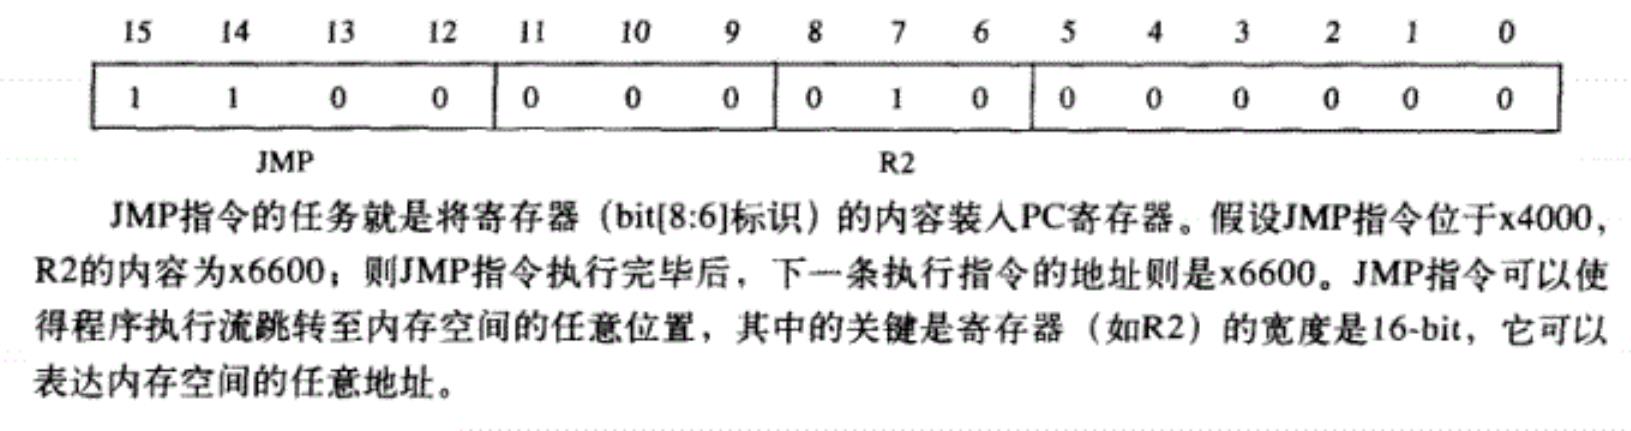 15 14 13 12 11 10 9 8 7 6 5 4 3 2 1 0
1 1 0 0 0 0 0 0 1 0 0 0 0 0 0 0
JMP R2
JMP指令的任务就是将寄存器（bit[8:6]标识）的内容装入PC寄存器。假设JMP指令位于x4000，
R2的内容为x6600；则JMP指令执行完毕后，下一条执行指令的地址则是x6600。JMP指令可以使
得程序执行流跳转至内存空间的任意位置，其中的关键是寄存器（如R2）的宽度是16-bit，它可以
表达内存空间的任意地址。